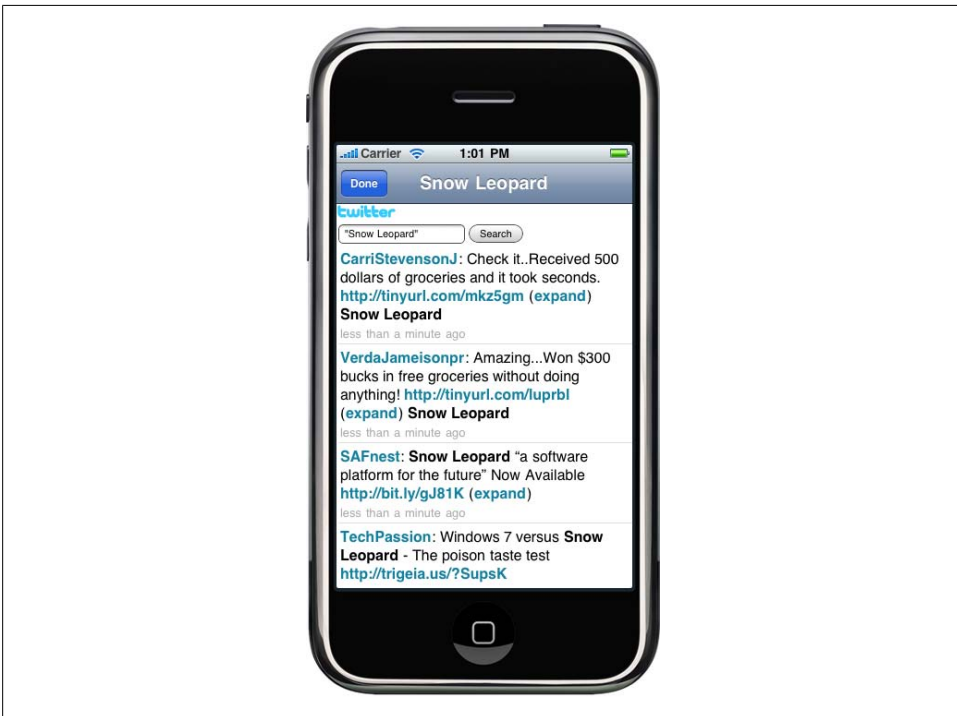 Carrier 1:01 PM
Done Snow Leopard
twitter
"Snow Leopard" Search
CarriStevensonJ: Check it..Received 500
dollars of groceries and it took seconds.
http://tinyurl.com/mkz5gm (expand)
Snow Leopard
less than a minute ago
VerdaJameisonpr: Amazing...Won $300
bucks in free groceries without doing
anything! http://tinyurl.com/luprbl
(expand) Snow Leopard
less than a minute ago
SAFnest: Snow Leopard “a software
platform for the future” Now Available
http://bit.ly/gJ81K (expand)
less than a minute ago
TechPassion: Windows 7 versus Snow
Leopard - The poison taste test
http://trigeia.us/?SupsK